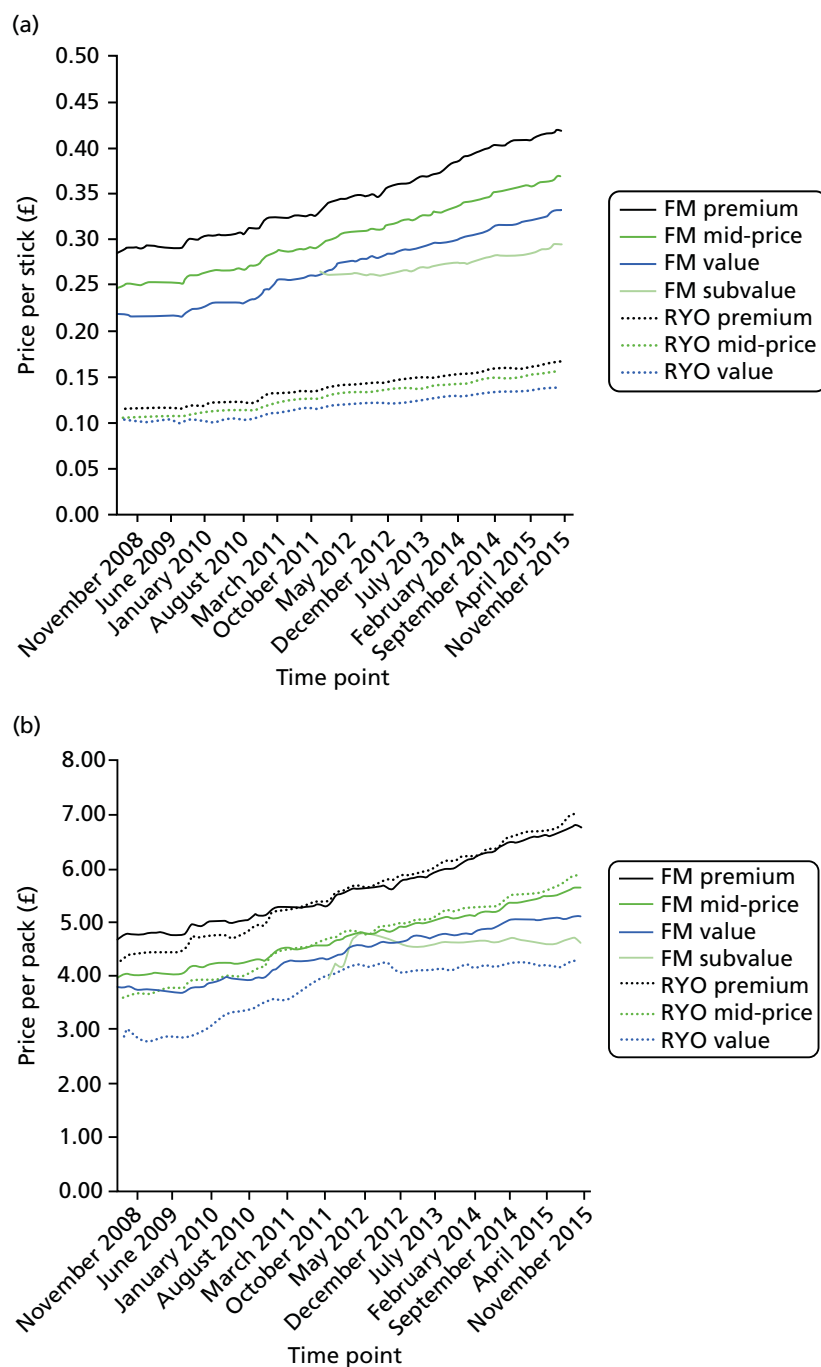 (a)
0.50
0.45
0.40
0.35
0.30
0.25
0.20
0.15
0.10
0.05
0.00
Price per stick (£)
November 2008
June 2009
January 2010
August 2010
March 2011
October 2011
May 2012
December 2012
July 2013
February 2014
September 2014
April 2015
November 2015
Time point
FM premium
FM mid-price
FM value
FM subvalue
RYO premium
RYO mid-price
RYO value
(b)
8.00
7.00
6.00
5.00
4.00
3.00
2.00
1.00
0.00
Price per pack (£)
November 2008
June 2009
January 2010
August 2010
March 2011
October 2011
May 2012
December 2012
July 2013
February 2014
September 2014
April 2015
November 2015
Time point
FM premium
FM mid-price
FM value
FM subvalue
RYO premium
RYO mid-price
RYO value